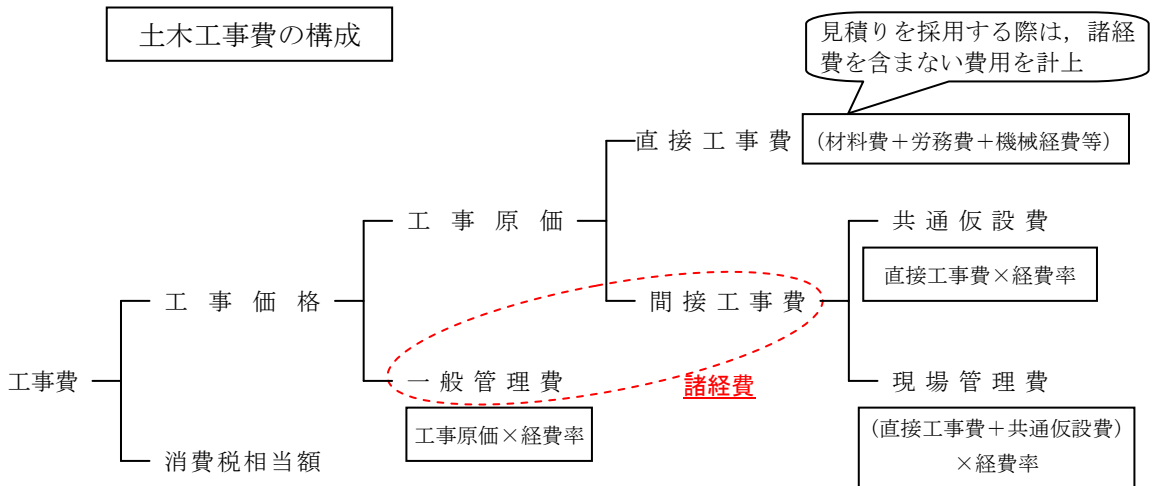 土木工事費の構成
見積りを採用する際は，諸経
費を含まない費用を計上
直接工事費
（材料費＋労務費＋機械経費等）
工事原価
共通仮設費
直接工事費×経費率
工事価格
間接工事費
工事費
一般管理費
諸経費
現場管理費
工事原価×経費率
（直接工事費＋共通仮設費）
×経費率
消費税相当額